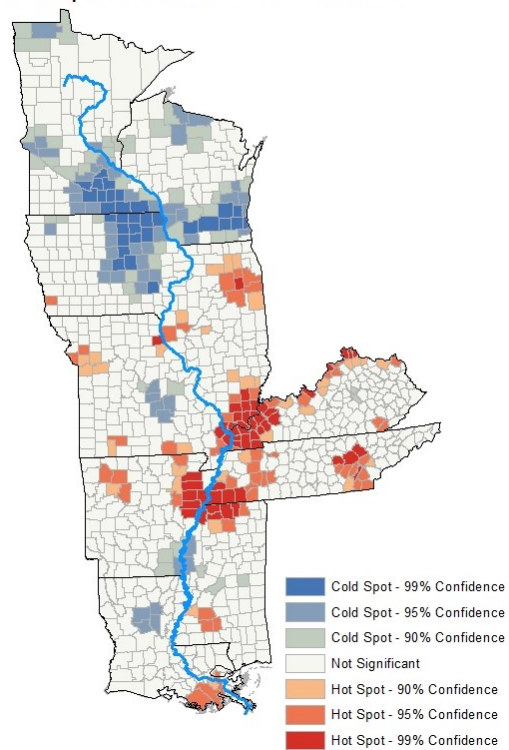 Cold Spot - 99% Confidence
Cold Spot - 95% Confidence
Cold Spot - 90% Confidence
Not Significant
Hot Spot - 90% Confidence
Hot Spot - 95% Confidence
Hot Spot - 99% Confidence